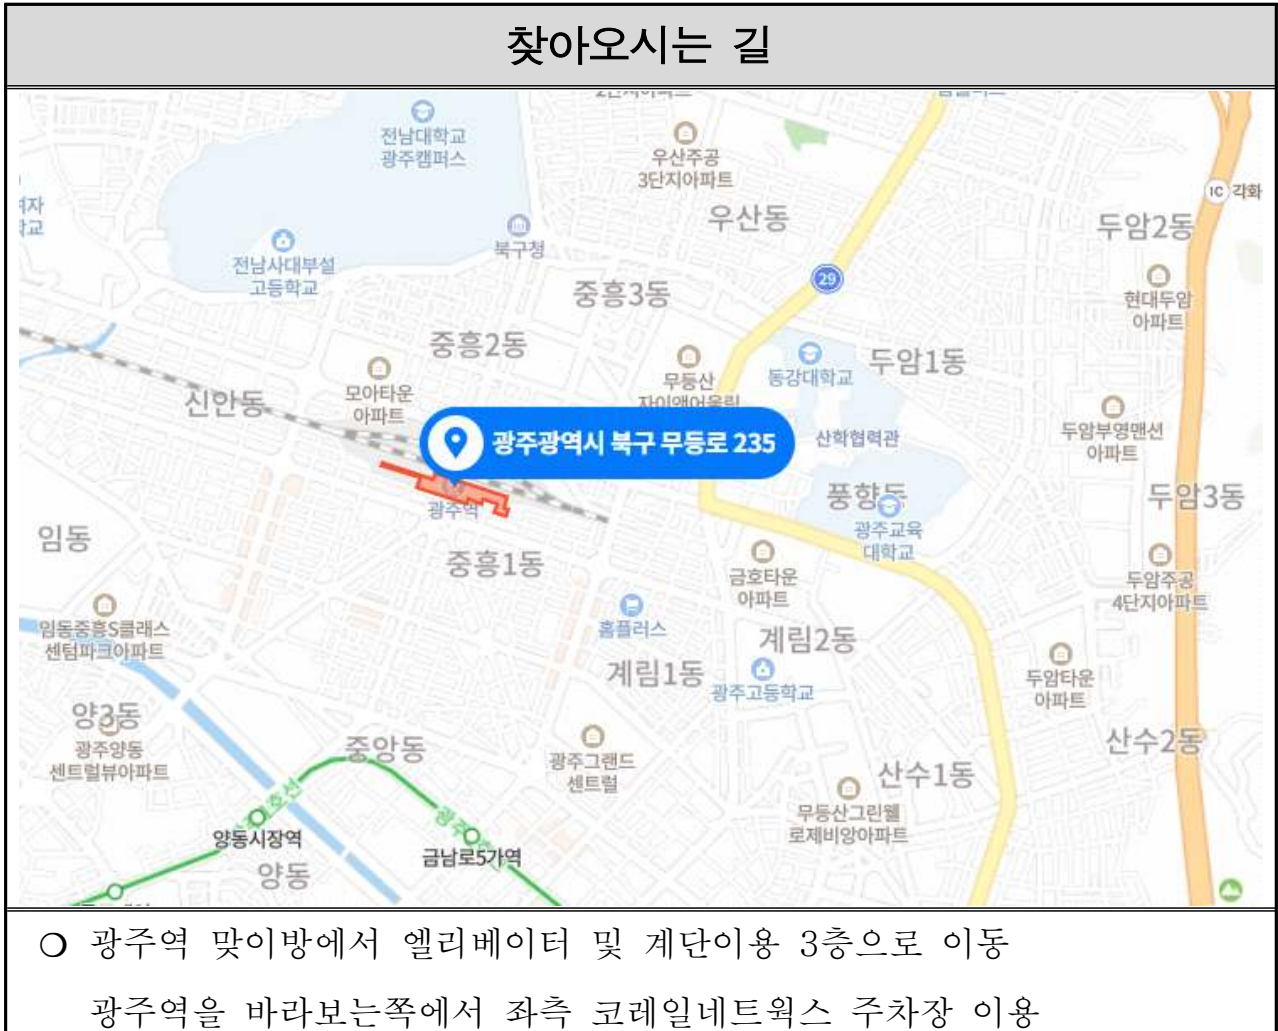 찾아오시는 길
전남대학교
광주캠퍼스
우산주공
3단지아파트
IC 각화
우산동
두암2동
북구청
전남사대부설
고등학교
29
현대두암
아파트
중흥3동
중흥2동
무등산
동강대학교
두암1동
모아타운
아파트
신안동
두암부영맨션
아파트
산학협력관
광주광역시 북구 무등로 235
광주역
풍향동
두암3동
광주교육
대학교
임동
중흥1동
금호타운
아파트
두암주공
4단지아파트
임동중흥S클래스
센텀파크아파트
홈플러스
계림2동
계림1동
광주고등학교
두암타운
아파트
양3동
광주양동
센트럴뷰아파트
중앙동
광주그랜드
센트럴
산수2동
산수1동
무등산그린웰
로제비앙아파트
양동시장역
금남로5가역
양동
❍ 광주역 맞이방에서 엘리베이터 및 계단이용 3층으로 이동
광주역을 바라보는쪽에서 좌측 코레일네트웍스 주차장 이용